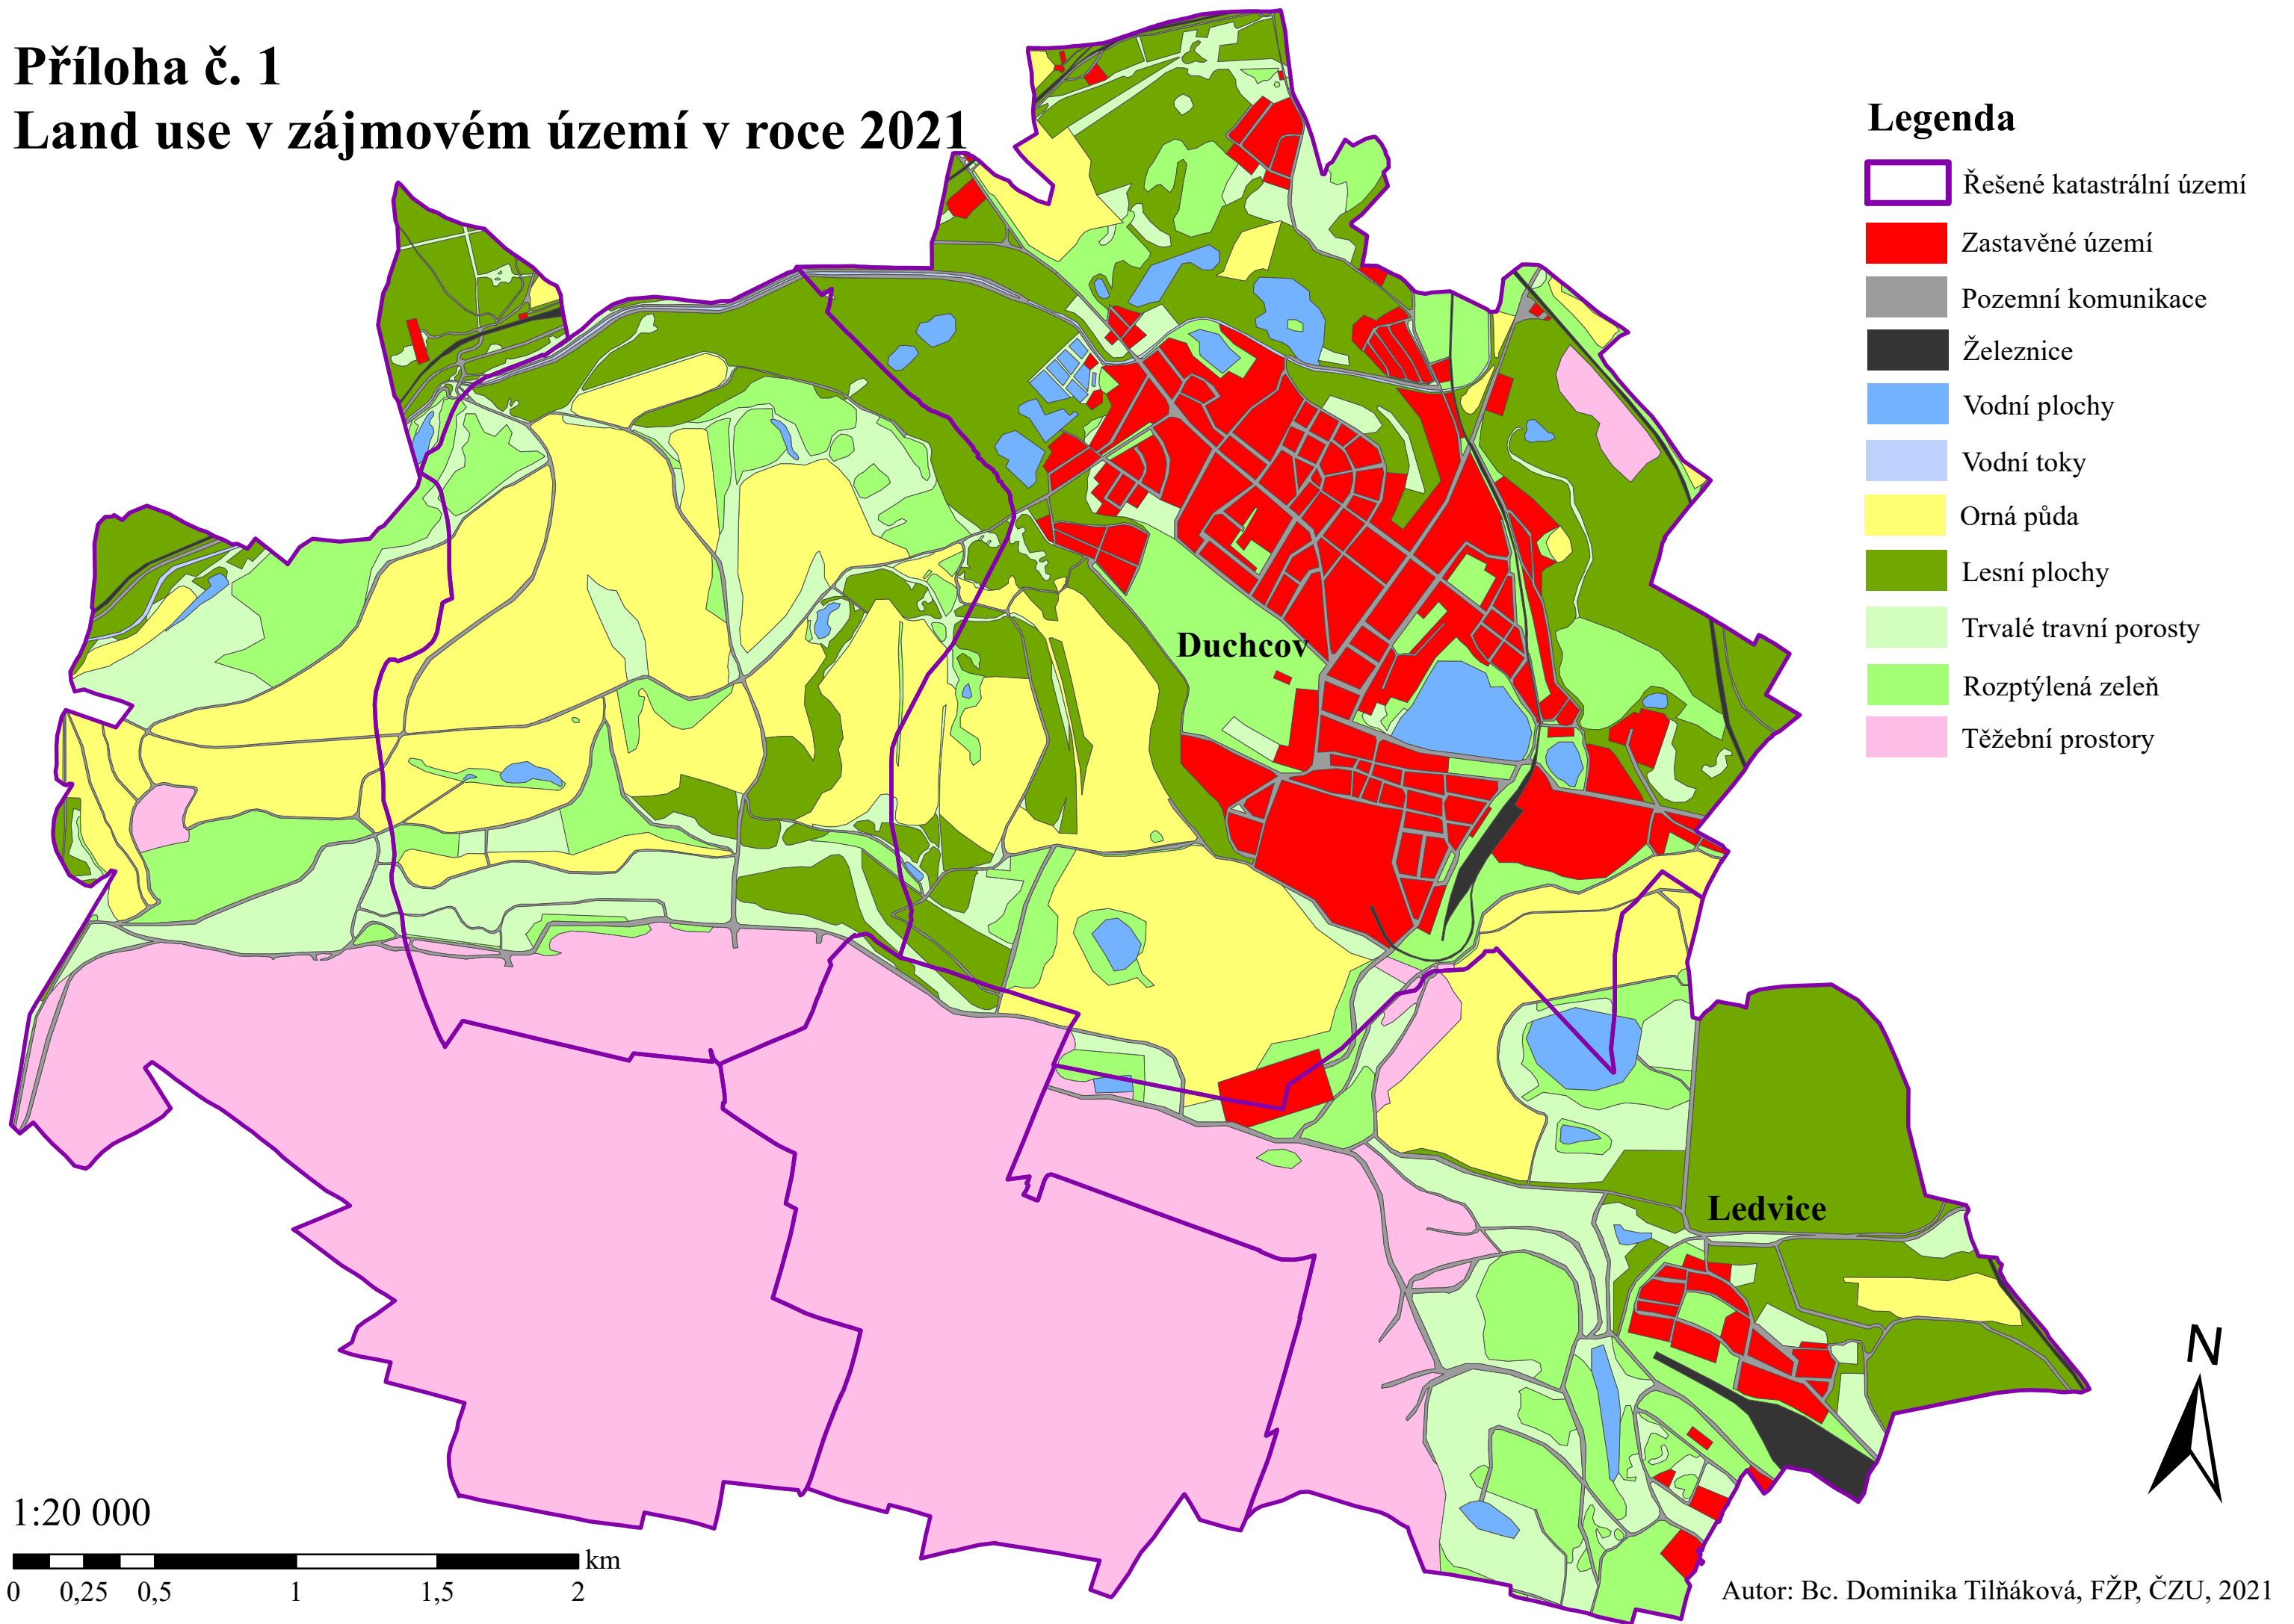 Příloha č. 1
Land use v zájmovém území v roce 2021
Legenda
Řešené katastrální území
Zastavěné území
Pozemní komunikace
Železnice
Vodní plochy
Vodní toky
Orná půda
Lesní plochy
Trvalé travní porosty
Rozptýlená zeleň
Těžební prostory
Duchcov
Ledvice
N
1:20 000
km
0 0,25 0,5 1 1,5 2
Autor: Bc. Dominika Tilňáková, FŽP, ČZU, 2021